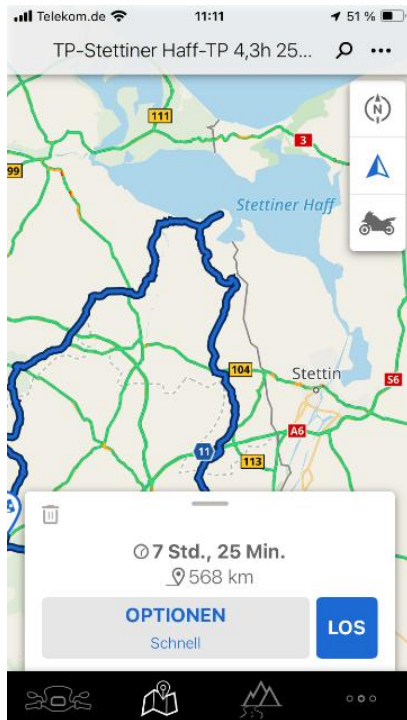 Telekom.de
11:11
51 %
TP-Stettiner Haff-TP 4,3h 25...
N
111
3
99
Stettiner Haff
104
Stettin
S6
A6
11
113
7 Std., 25 Min.
568 km
OPTIONEN
Schnell
LOS